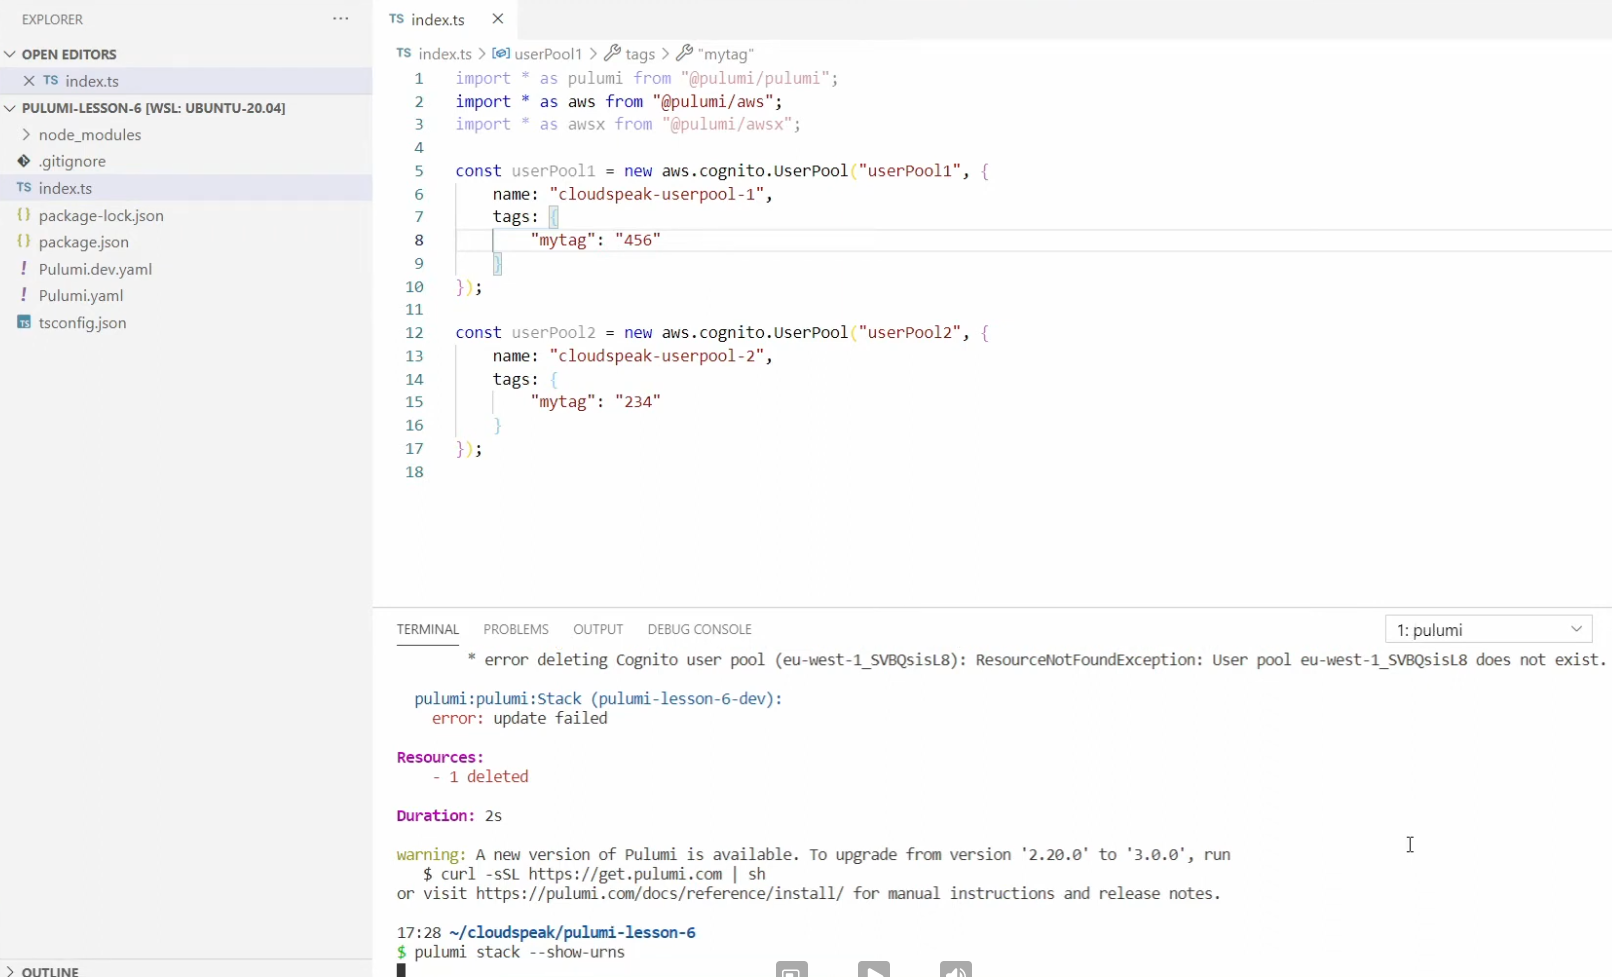 EXPLORER
OPEN EDITORS
TS index.ts
PULUMI-LESSON-6 [WSL: UBUNTU-20.04]
node_modules
.gitignore
TS index.ts
{} package-lock.json
{} package.json
! Pulumi.dev.yaml
! Pulumi.yaml
TS tsconfig.json
OUTLINE
TS index.ts
TS index.ts > userPool1 > tags > "mytag"
1 import * as pulumi from "@pulumi/pulumi";
2 import * as aws from "@pulumi/aws";
3 import * as awsx from "@pulumi/awsx";
4
5 const userPool1 = new aws.cognito.UserPool("userPool1", {
6 name: "cloudspeak-userpool-1",
7 tags: {
8 "mytag": "456"
9 }
10 });
11
12 const userPool2 = new aws.cognito.UserPool("userPool2", {
13 name: "cloudspeak-userpool-2",
14 tags: {
15 "mytag": "234"
16 }
17 });
18
TERMINAL PROBLEMS OUTPUT DEBUG CONSOLE 1: pulumi
* error deleting Cognito user pool (eu-west-1_SVBQsisL8): ResourceNotFoundException: User pool eu-west-1_SVBQsisL8 does not exist.
pulumi:pulumi:Stack (pulumi-lesson-6-dev):
error: update failed
Resources:
- 1 deleted
Duration: 2s
warning: A new version of Pulumi is available. To upgrade from version '2.20.0' to '3.0.0', run
$ curl -sSL https://get.pulumi.com | sh
or visit https://pulumi.com/docs/reference/install/ for manual instructions and release notes.
17:28 ~/cloudspeak/pulumi-lesson-6
$ pulumi stack --show-urns